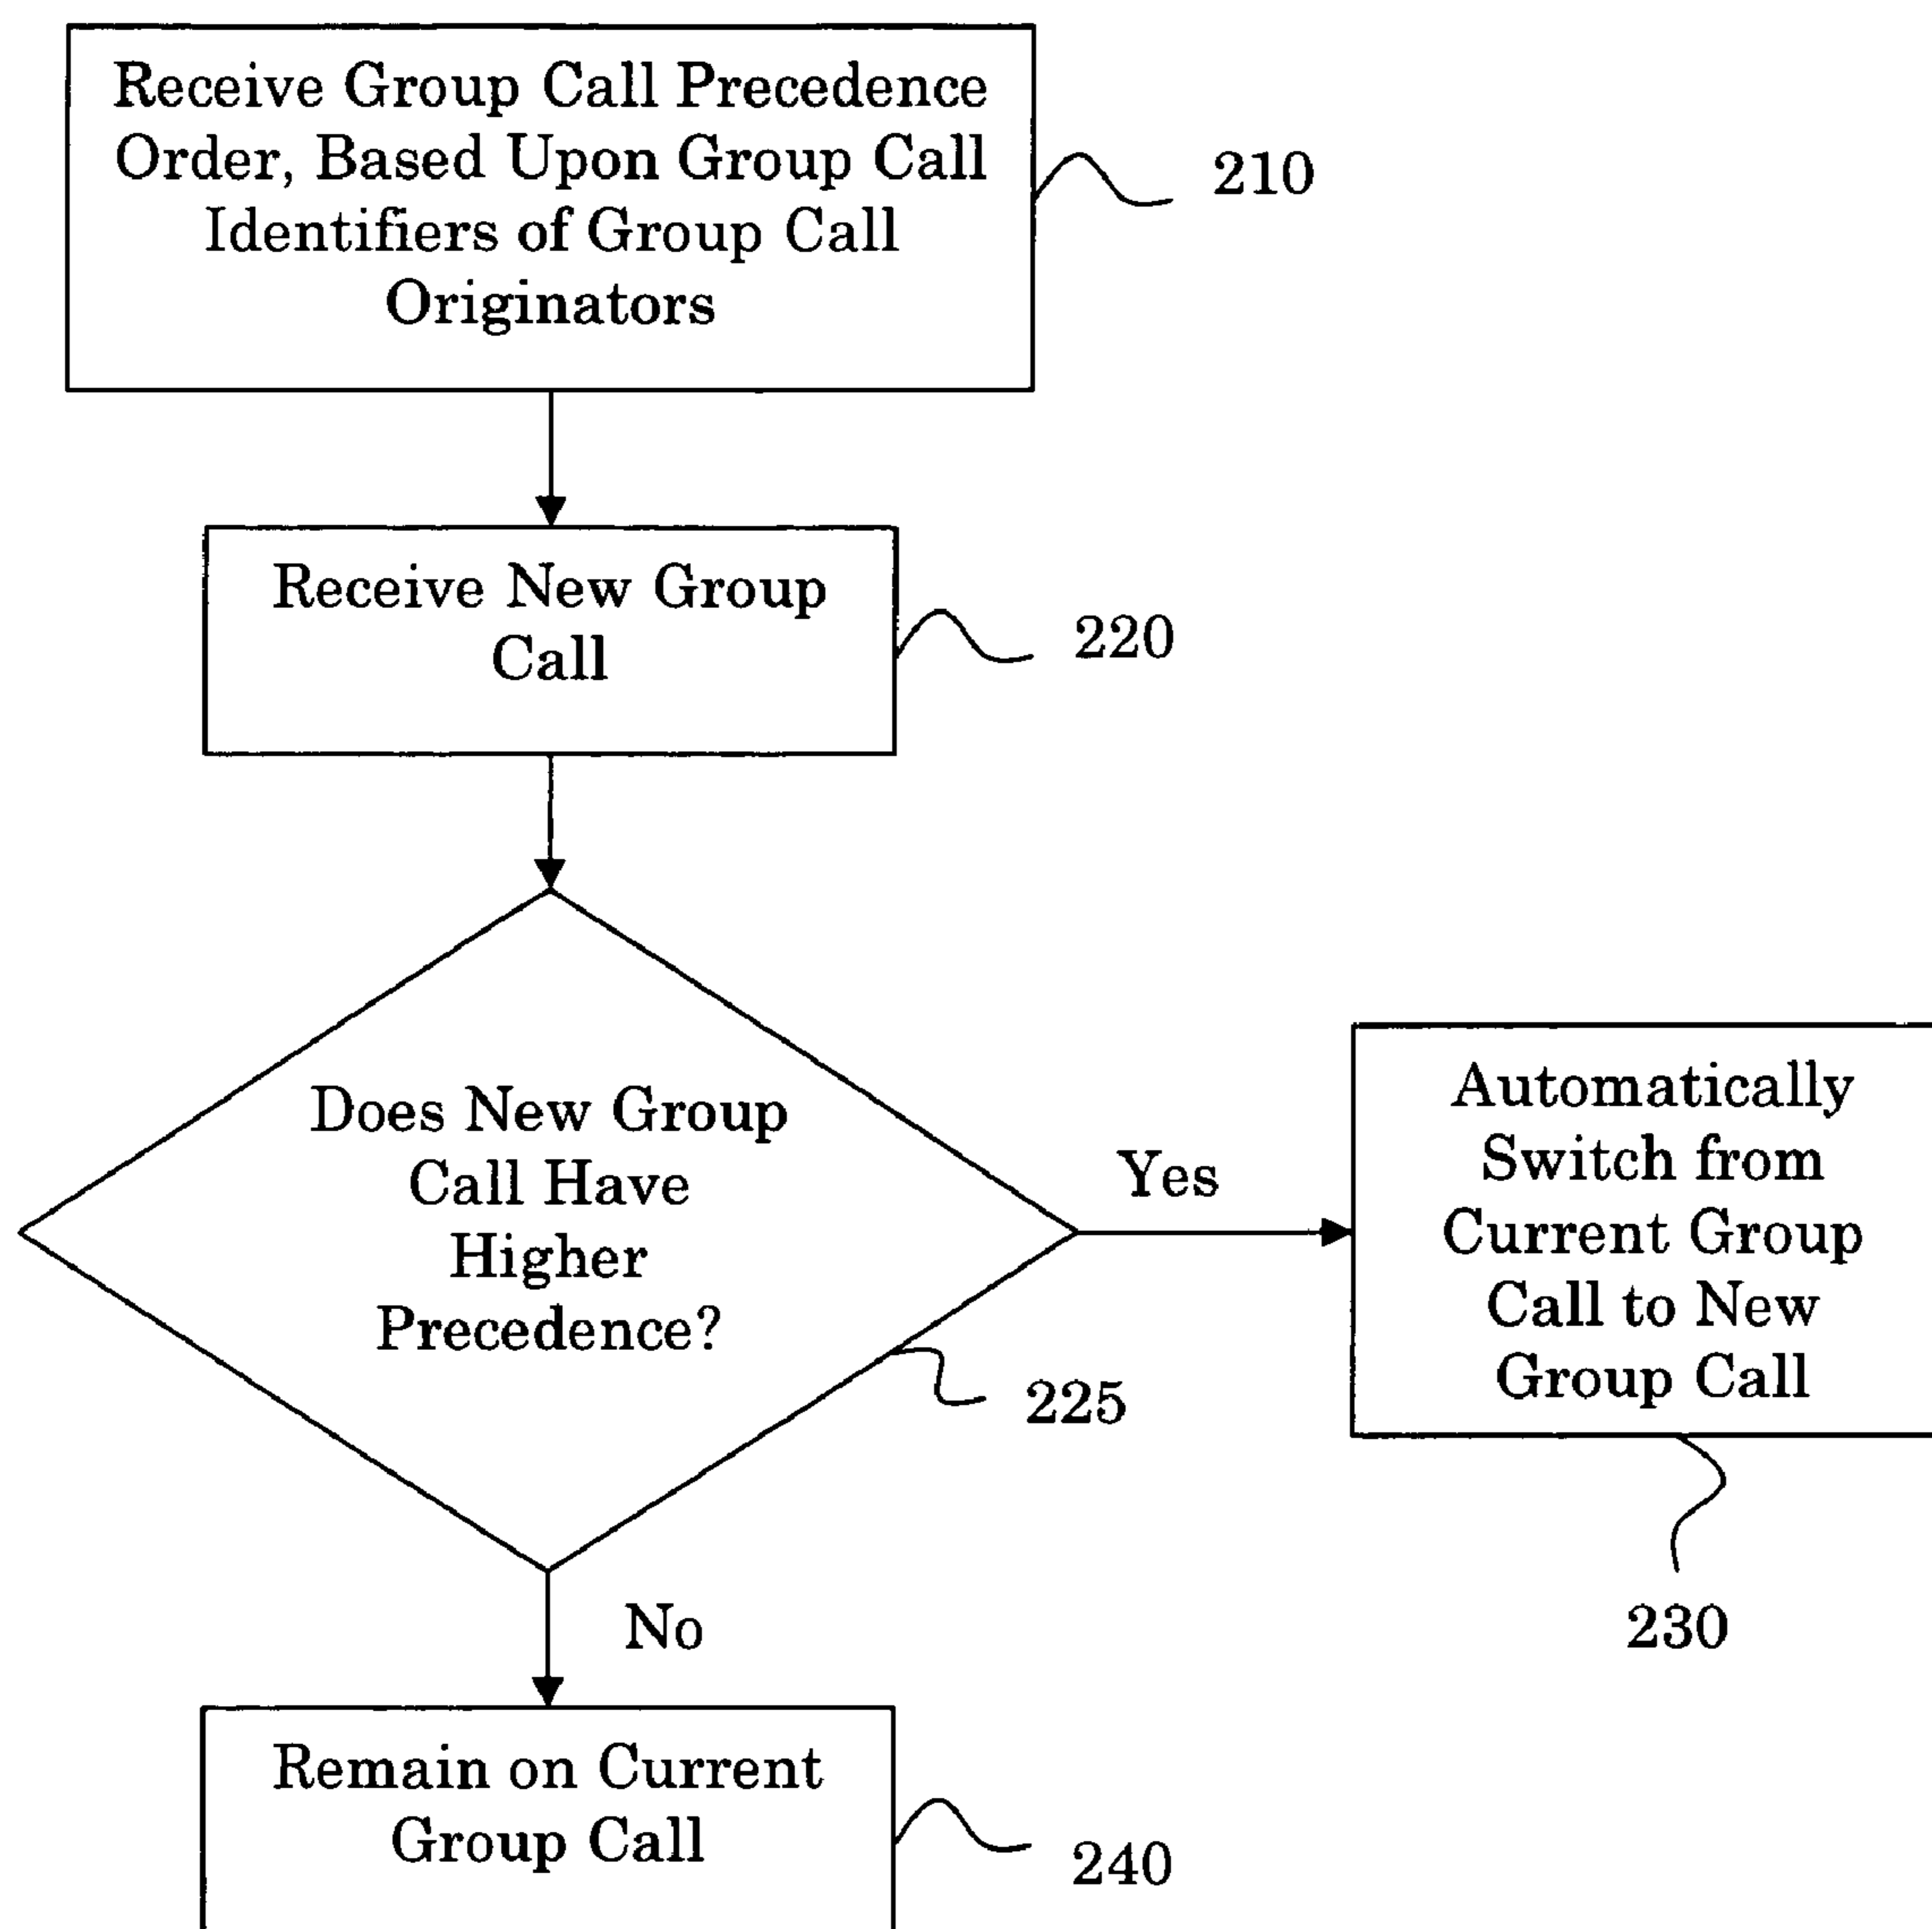 Receive Group Call Precedence
Order, Based Upon Group Call
Identifiers of Group Call
Originators
210
Receive New Group
Call
220
Does New Group
Call Have
Higher
Precedence?
225
Yes
Automatically
Switch from
Current Group
Call to New
Group Call
230
No
Remain on Current
Group Call
240